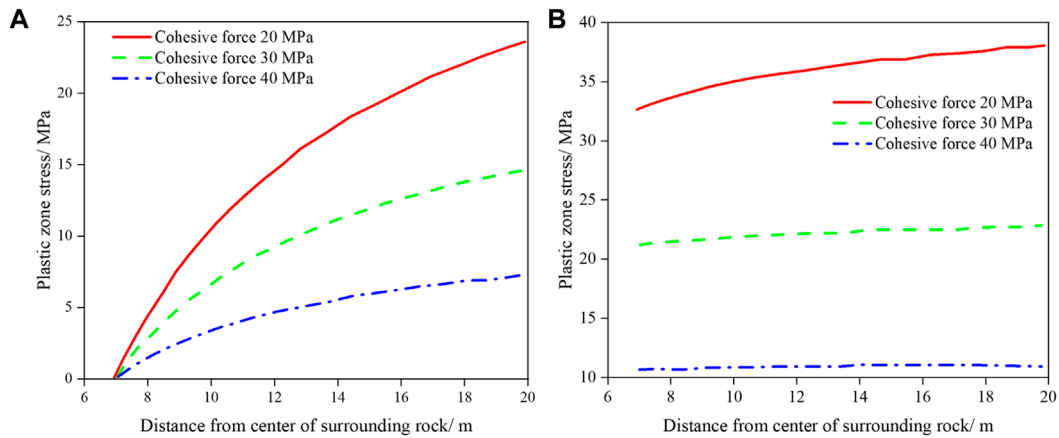 A
Cohesive force 20 MPa
Cohesive force 30 MPa
Cohesive force 40 MPa
Plastic zone stress/ MPa
25
20
15
10
5
0
6 8 10 12 14 16 18 20
Distance from center of surrounding rock/ m
B
Cohesive force 20 MPa
Cohesive force 30 MPa
Cohesive force 40 MPa
Plastic zone stress/ MPa
40
35
30
25
20
15
10
6 8 10 12 14 16 18 20
Distance from center of surrounding rock/ m